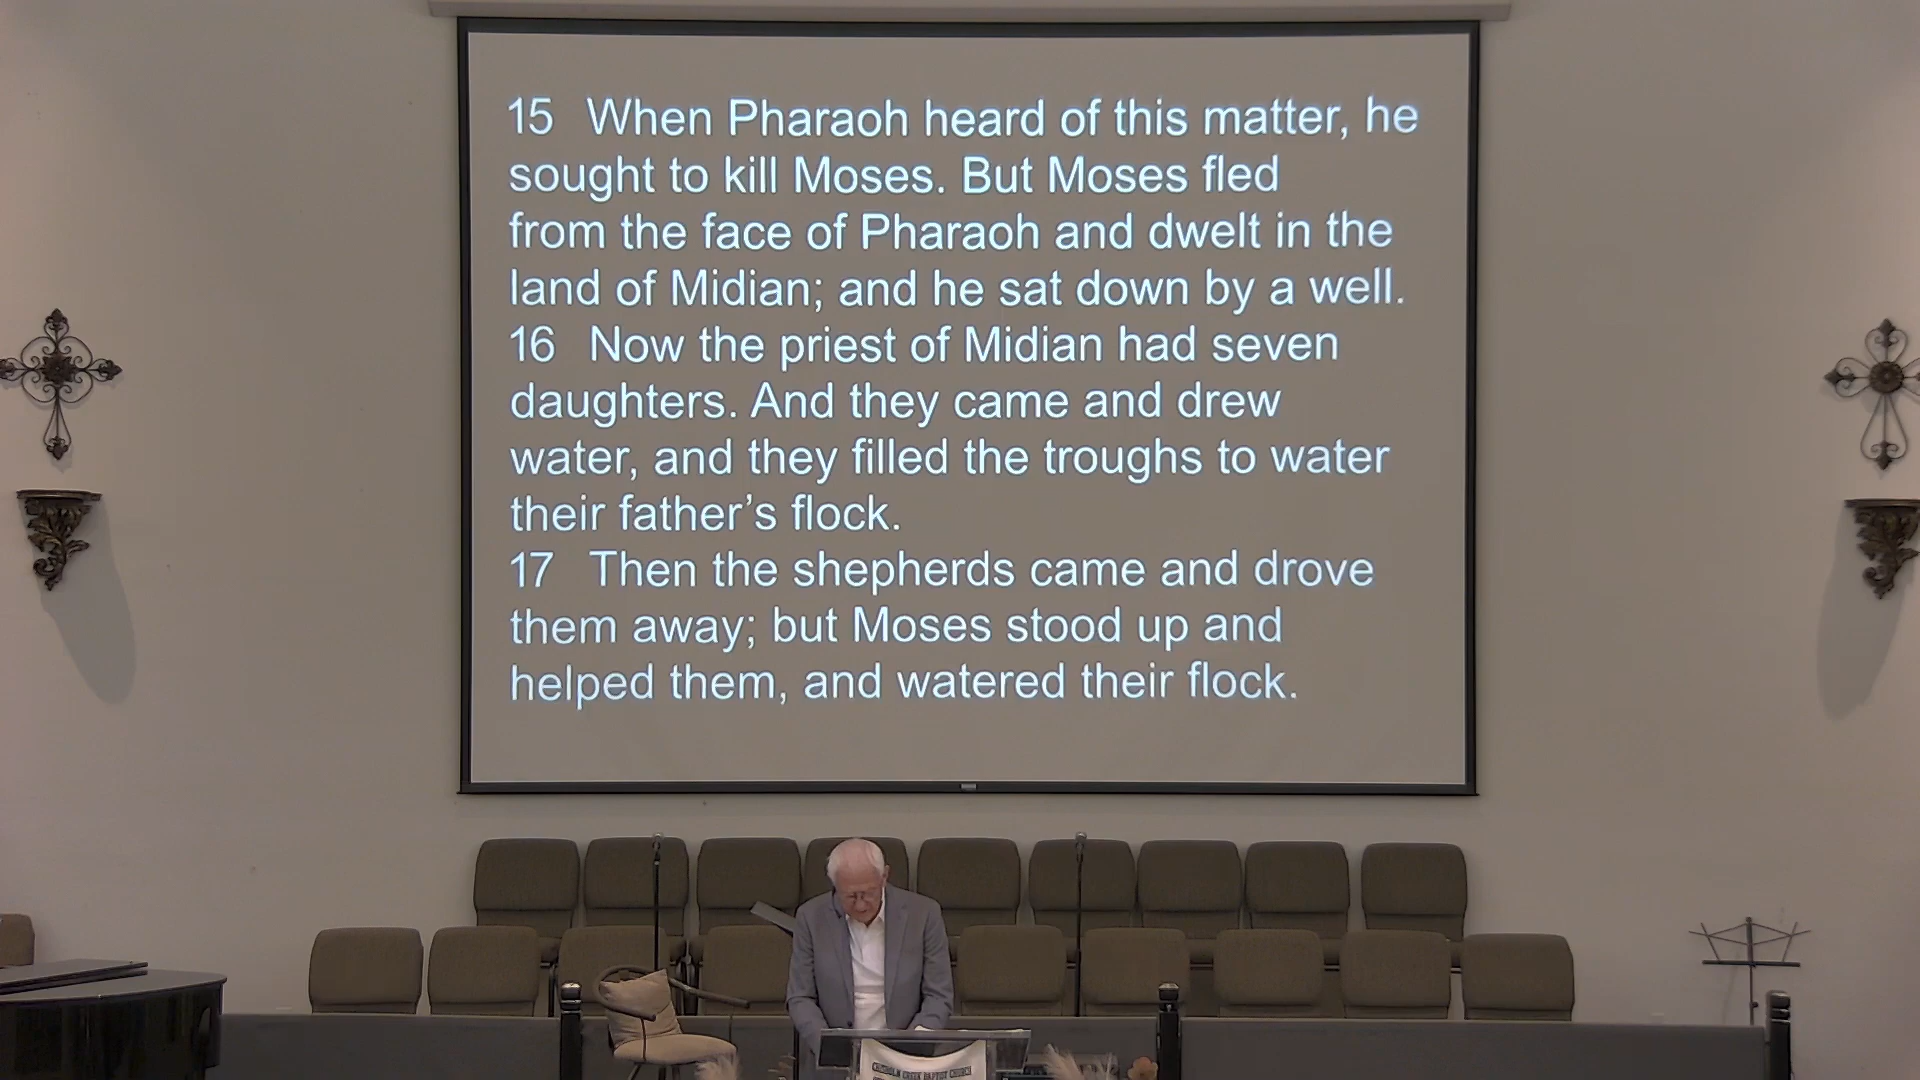 15 When Pharaoh heard of this matter, he
sought to kill Moses. But Moses fled
from the face of Pharaoh and dwelt in the
land of Midian; and he sat down by a well.
16 Now the priest of Midian had seven
daughters. And they came and drew
water, and they filled the troughs to water
their father’s flock.
17 Then the shepherds came and drove
them away; but Moses stood up and
helped them, and watered their flock.
CHISHOLM CREEK BAPTIST CHURCH